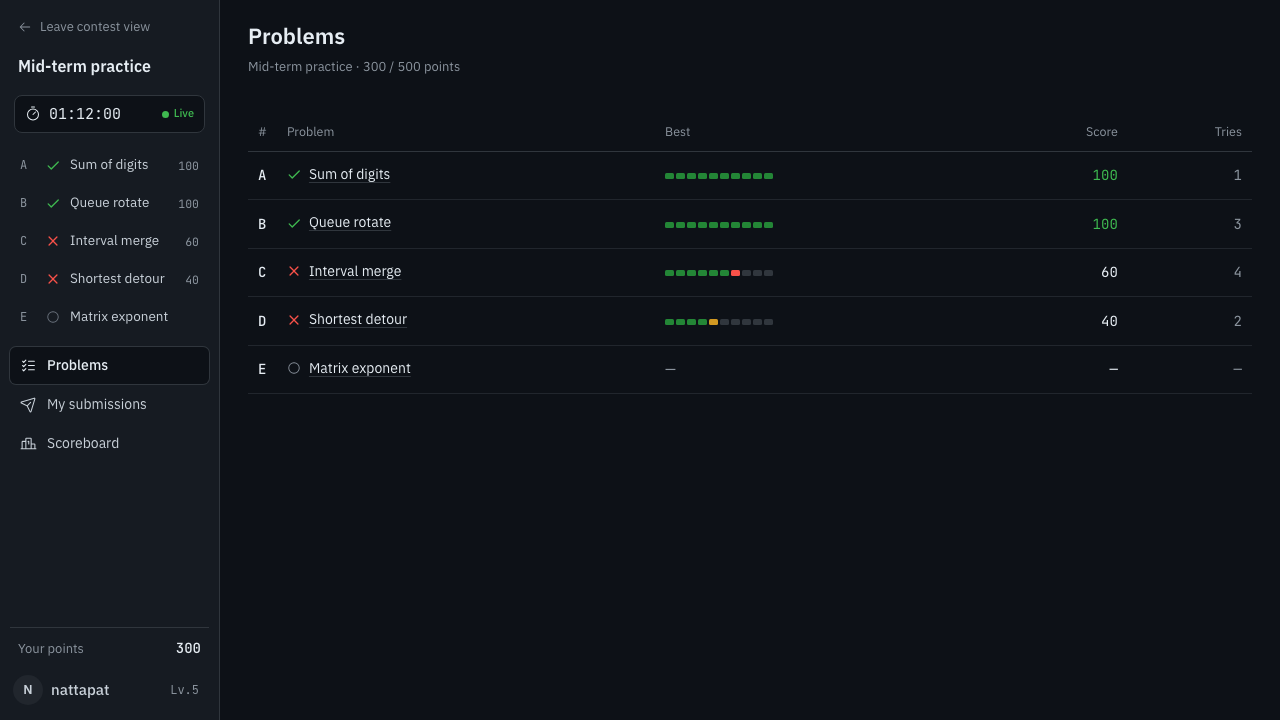 Leave contest view
Mid-term practice
01:12:00 Live
A Sum of digits 100
B Queue rotate 100
C Interval merge 60
D Shortest detour 40
E Matrix exponent
Problems
My submissions
Scoreboard
Your points 300
N nattapat Lv.5
Problems
Mid-term practice · 300 / 500 points
# Problem Best Score Tries
A Sum of digits 100 1
B Queue rotate 100 3
C Interval merge 60 4
D Shortest detour 40 2
E Matrix exponent — — —